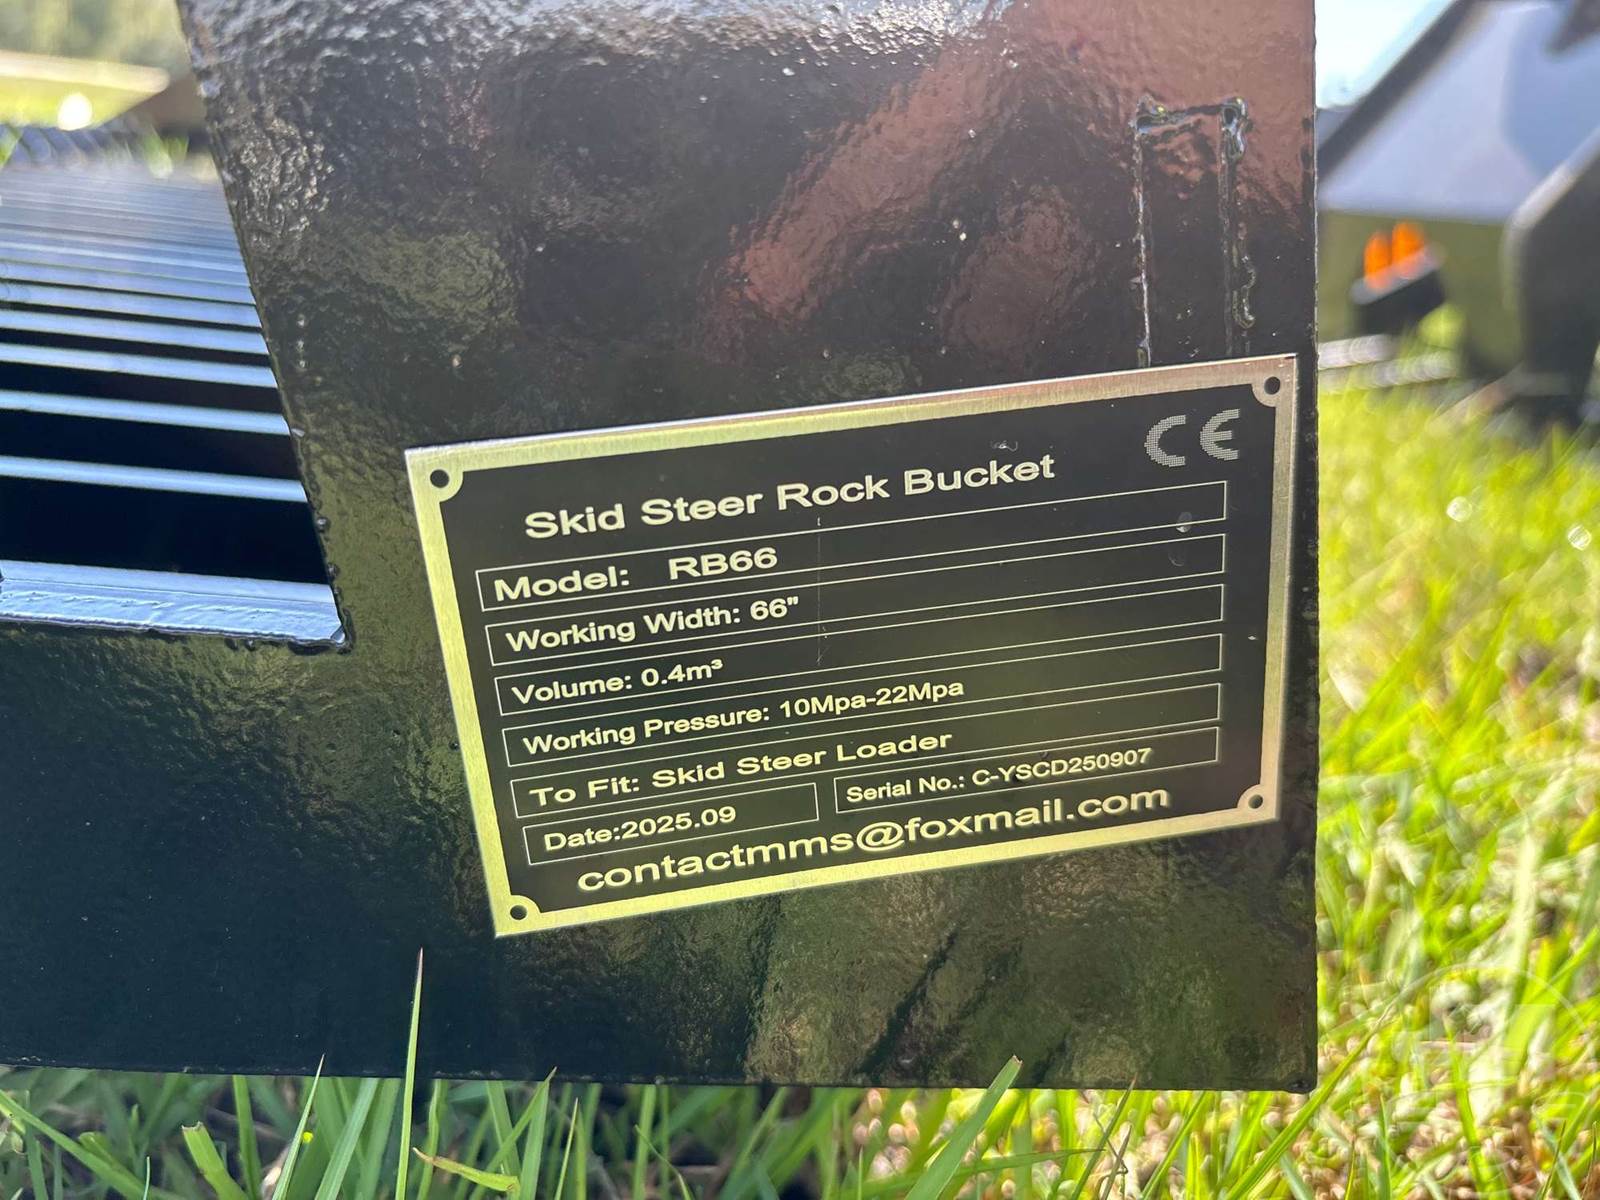 CE
Skid Steer Rock Bucket
Model: RB66
Working Width: 66"
Volume: 0.4m³
Working Pressure: 10Mpa-22Mpa
To Fit: Skid Steer Loader
Date:2025.09 Serial No.: C-YSCD250907
contactmms@foxmail.com